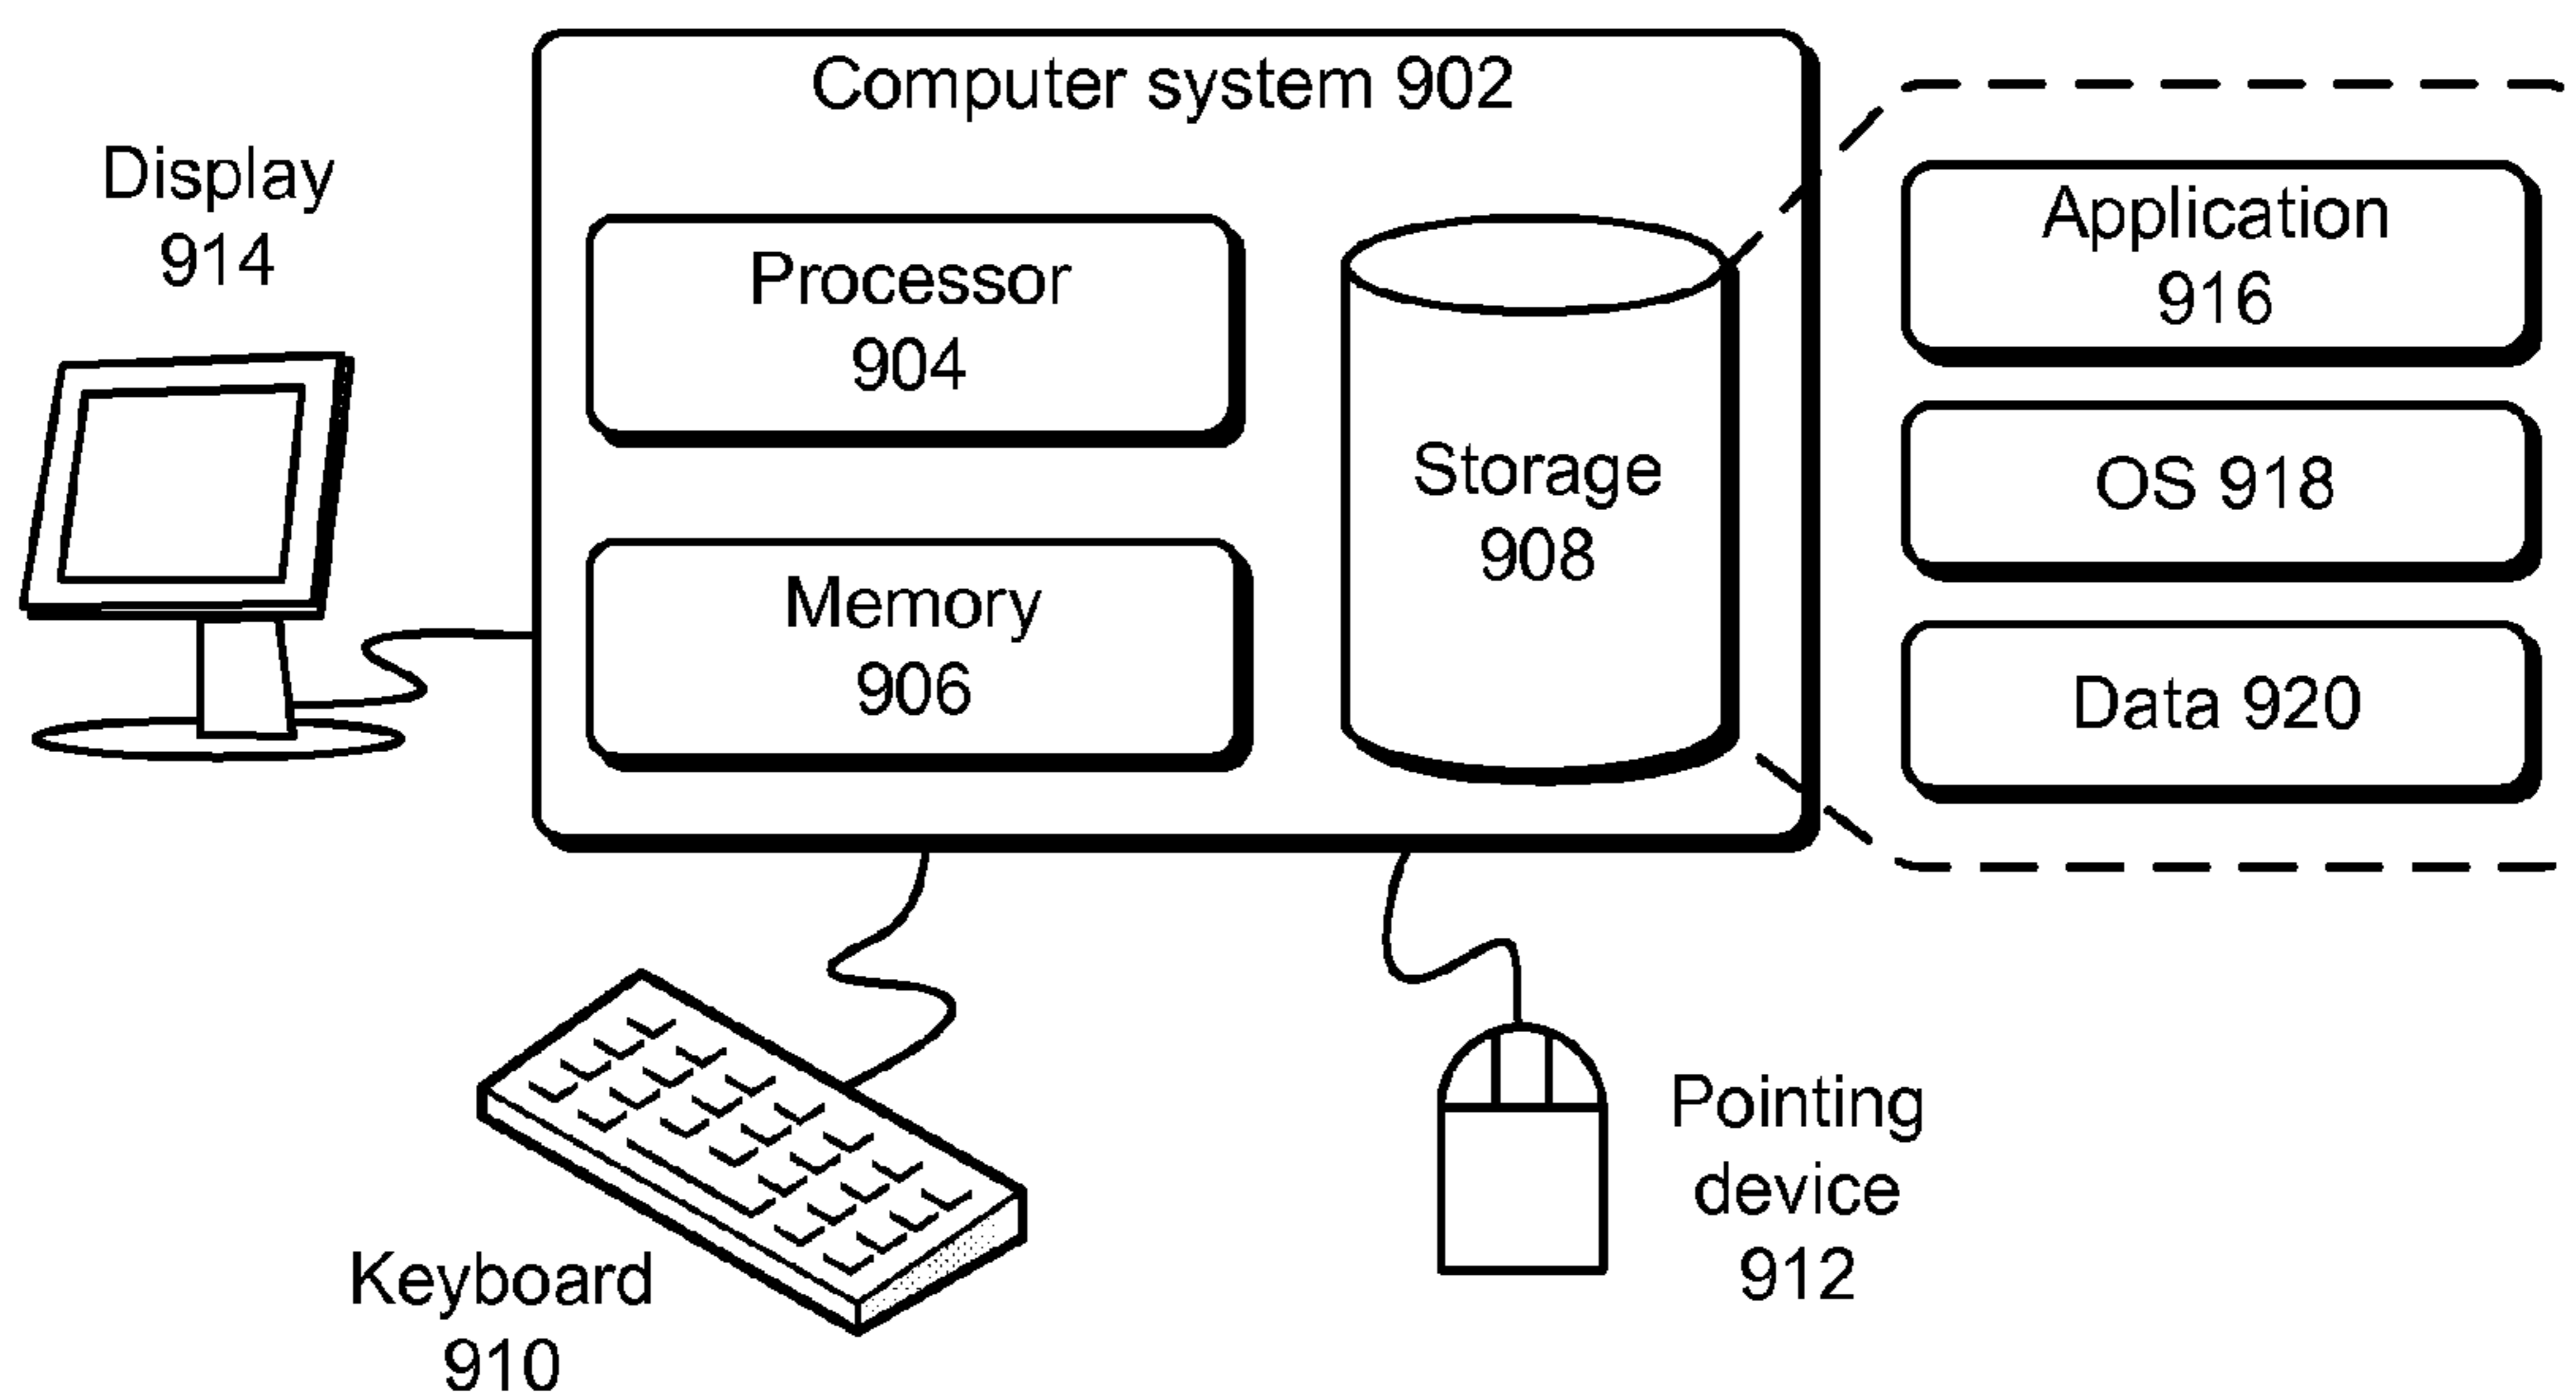 Computer system 902
Display
914
Processor
904
Memory
906
Storage
908
Application
916
OS 918
Data 920
Keyboard
910
Pointing
device
912